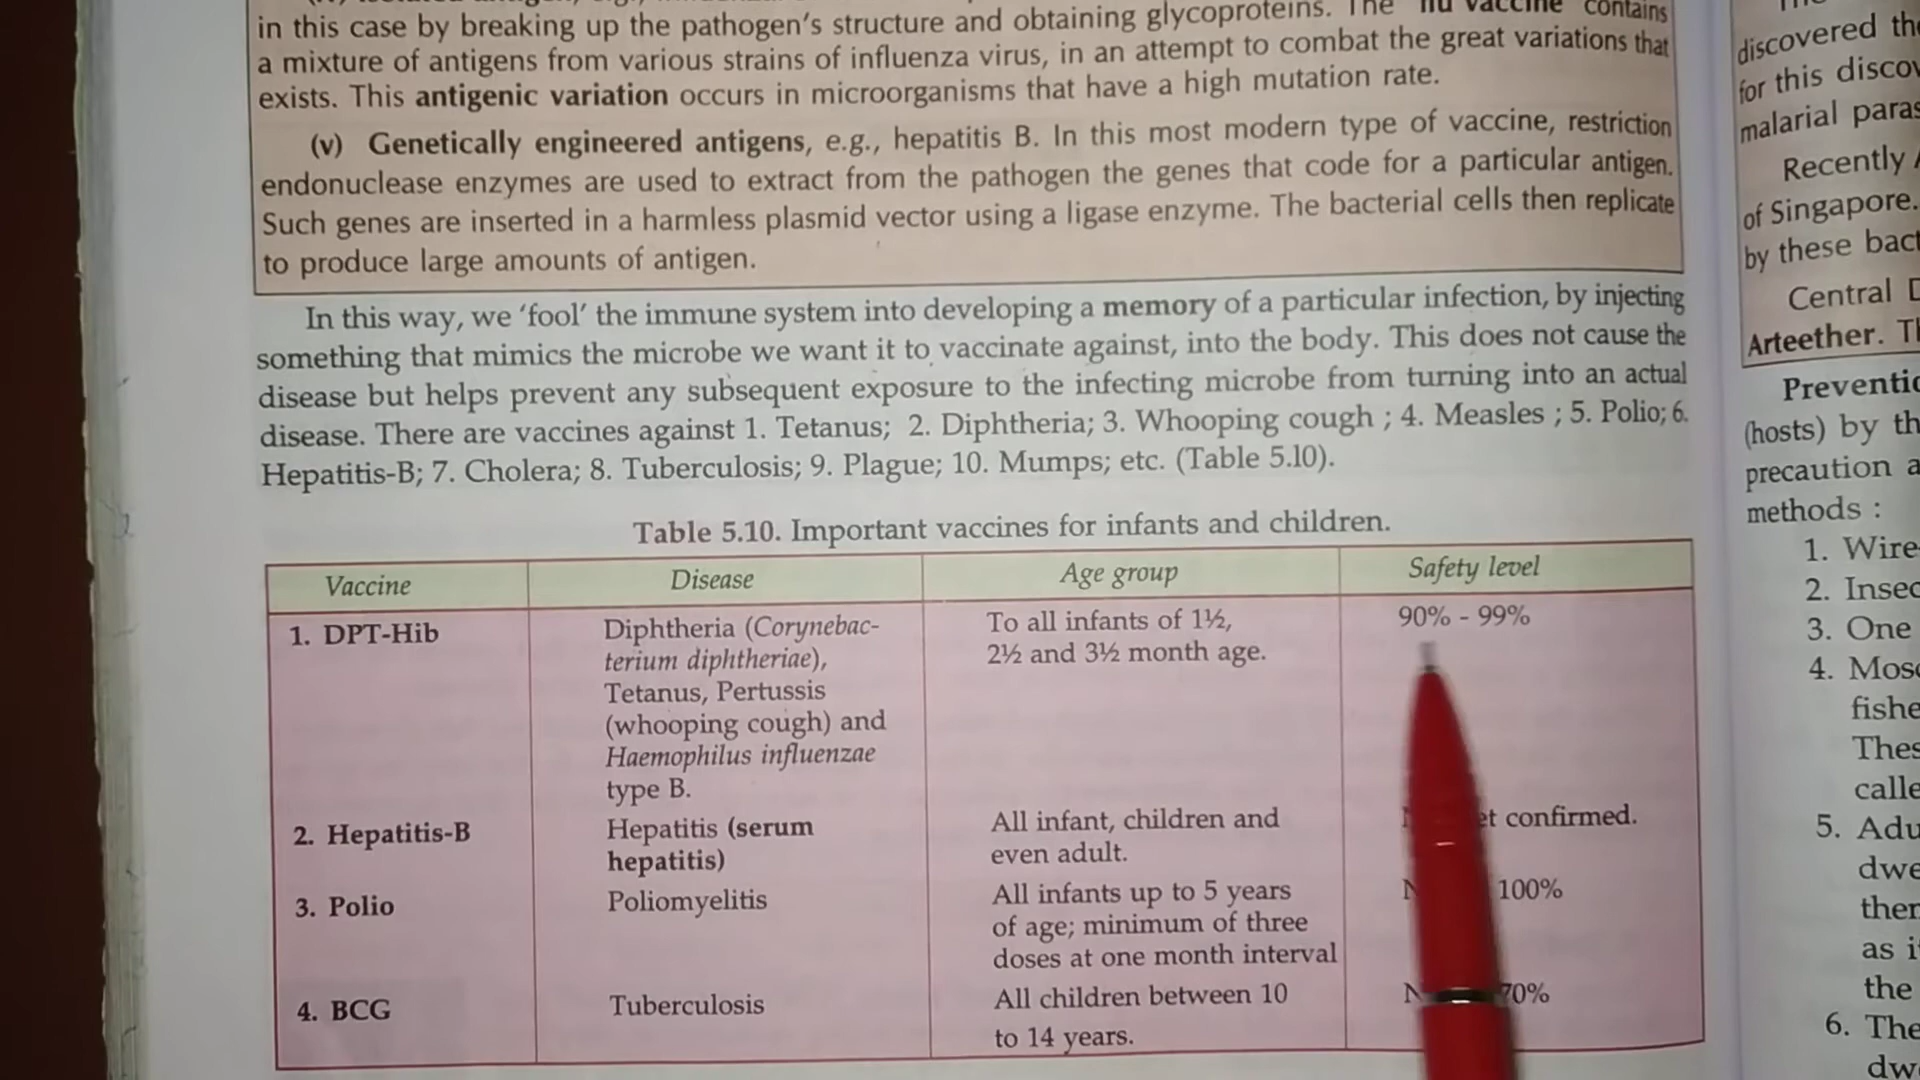 in this case by breaking up the pathogen's structure and obtaining glycoproteins. The "flu vaccine" contains
a mixture of antigens from various strains of influenza virus, in an attempt to combat the great variations that
exists. This antigenic variation occurs in microorganisms that have a high mutation rate.
(v) Genetically engineered antigens, e.g., hepatitis B. In this most modern type of vaccine, restriction
endonuclease enzymes are used to extract from the pathogen the genes that code for a particular antigen.
Such genes are inserted in a harmless plasmid vector using a ligase enzyme. The bacterial cells then replicate
to produce large amounts of antigen.
In this way, we 'fool' the immune system into developing a memory of a particular infection, by injecting
something that mimics the microbe we want it to vaccinate against, into the body. This does not cause the
disease but helps prevent any subsequent exposure to the infecting microbe from turning into an actual
disease. There are vaccines against 1. Tetanus; 2. Diphtheria; 3. Whooping cough ; 4. Measles ; 5. Polio; 6.
Hepatitis-B; 7. Cholera; 8. Tuberculosis; 9. Plague; 10. Mumps; etc. (Table 5.10).
Table 5.10. Important vaccines for infants and children.
Vaccine Disease Age group Safety level
1. DPT-Hib Diphtheria (Corynebac- To all infants of 1½, 90% - 99%
terium diphtheriae), 2½ and 3½ month age.
Tetanus, Pertussis
(whooping cough) and
Haemophilus influenzae
type B.
2. Hepatitis-B Hepatitis (serum All infant, children and confirmed.
hepatitis) even adult.
3. Polio Poliomyelitis All infants up to 5 years 100%
of age; minimum of three
doses at one month interval
4. BCG Tuberculosis All children between 10 70%
to 14 years.
discovered
for this
malarial
Recently
of Singapore.
by these
Central
Arteether.
(hosts) by
precaution
methods :
1. Wire
2.
3. One
4.
5.
as
the
6.